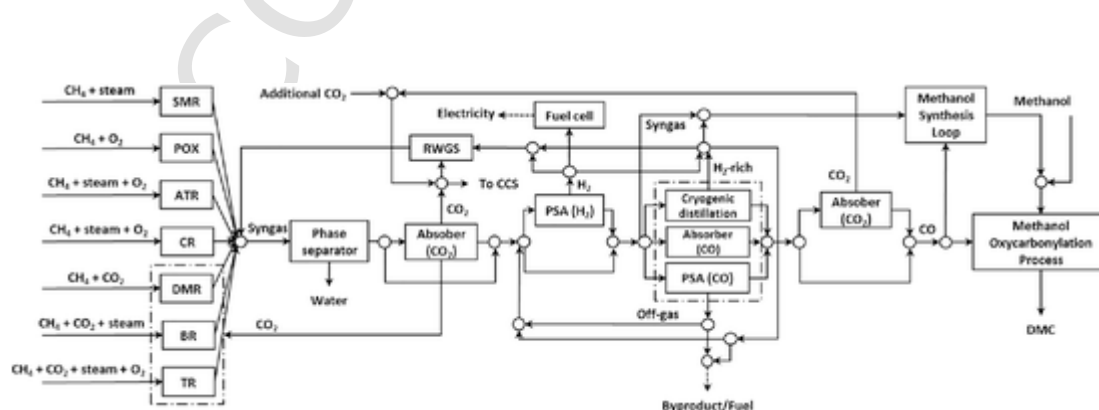 CH4 + steam
SMR
CH4 + O2
POX
CH4 + steam + O2
ATR
CH4 + steam + O2
CR
CH4 + CO2
DMR
CH4 + CO2 + steam
BR
CH4 + CO2 + steam + O2
TR
Syngas
Phase
separator
Water
Additional CO2
RWGS
To CCS
CO2
Absober
(CO2)
CO2
Electricity
Fuel cell
H2
PSA (H2)
Syngas
H2-rich
Cryogenic
distillation
Absorber
(CO)
PSA (CO)
Off-gas
Byproduct/Fuel
CO2
Absober
(CO2)
CO
Methanol
Synthesis
Loop
Methanol
Methanol
Oxycarbonylation
Process
DMC